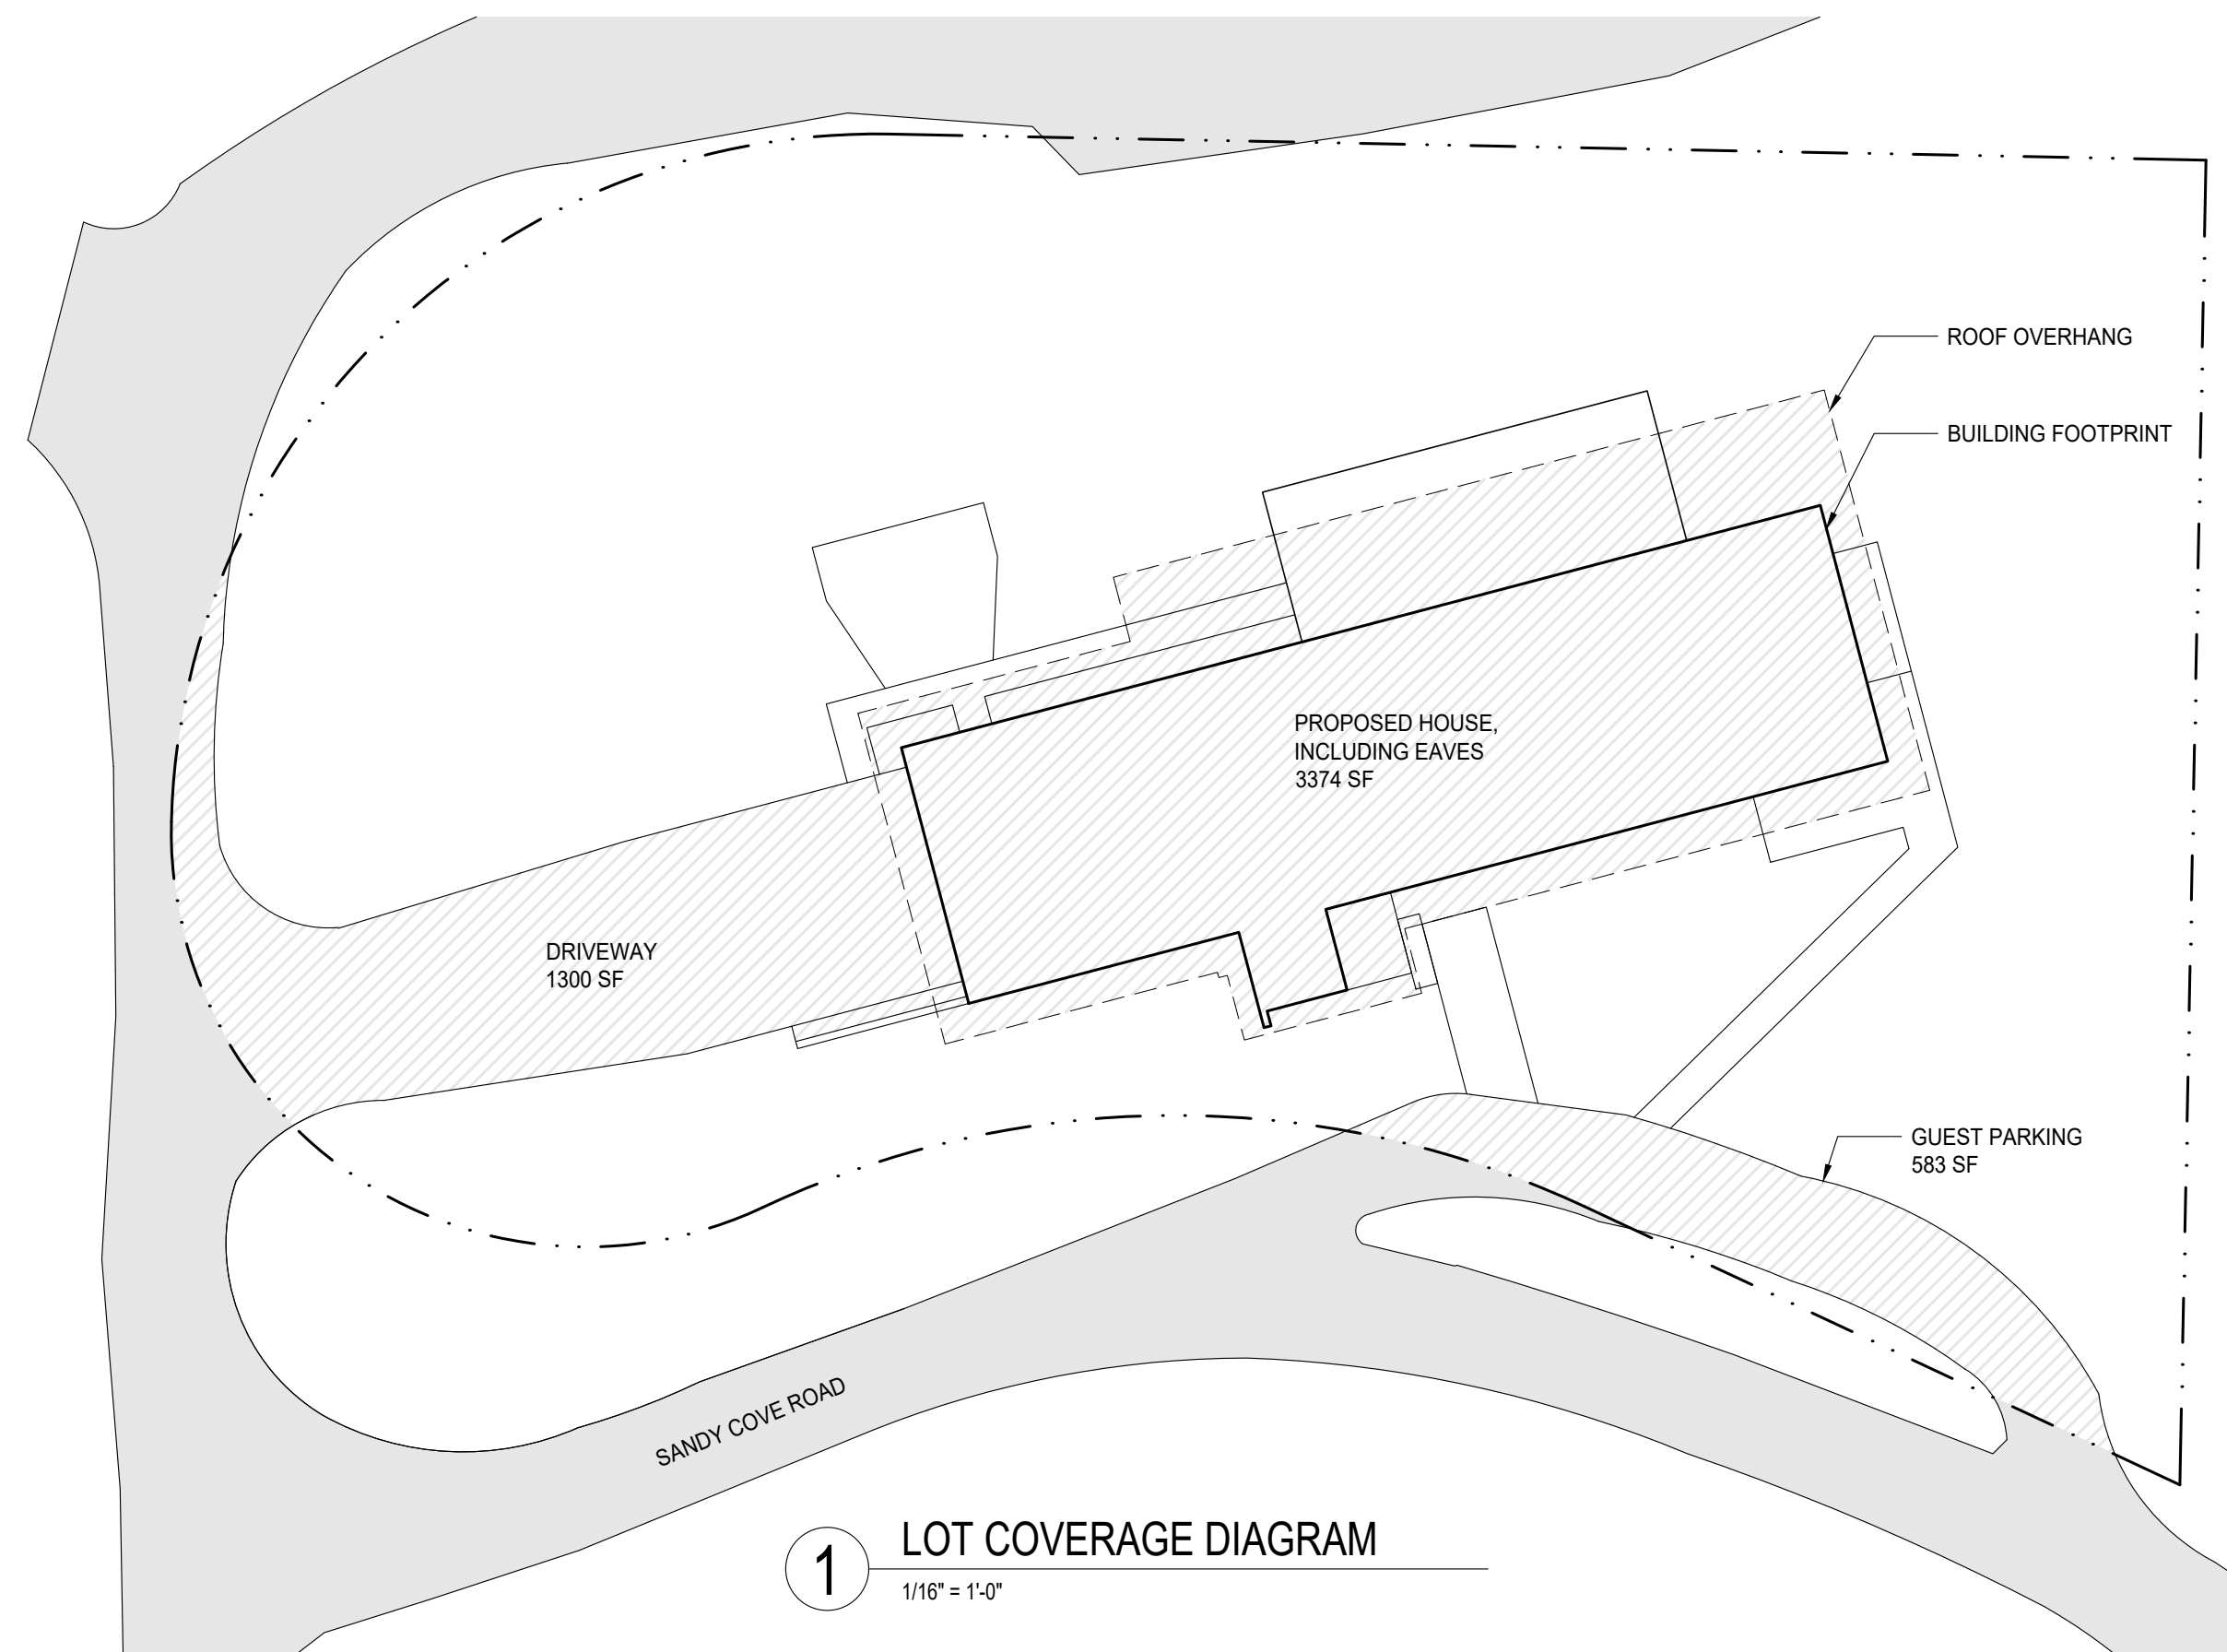 ROOF OVERHANG
BUILDING FOOTPRINT
PROPOSED HOUSE,
INCLUDING EAVES
3374 SF
DRIVEWAY
1300 SF
GUEST PARKING
583 SF
SANDY COVE ROAD
1
LOT COVERAGE DIAGRAM
1/16" = 1'-0"